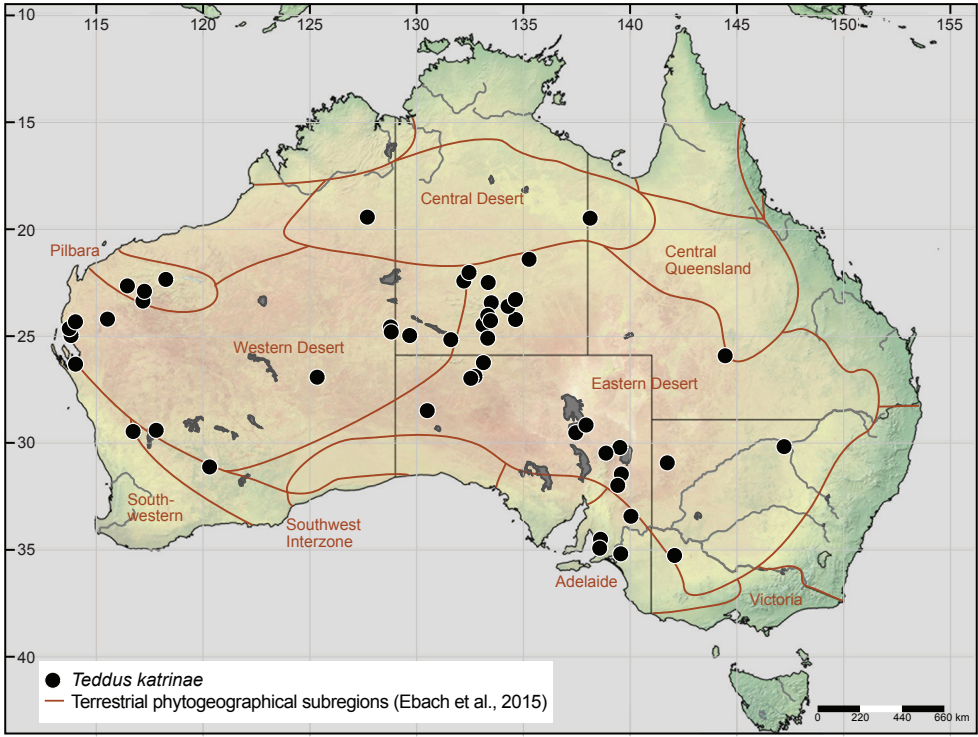 10
115
120
125
130
135
140
145
150
155
15
Central Desert
20
Pilbara
Central
Queensland
25
Western Desert
Eastern Desert
30
South-
western
Southwest
Interzone
35
Adelaide
Victoria
40
Teddus katrinae
Terrestrial phytogeographical subregions (Ebach et al., 2015)
0 220 440 660 km